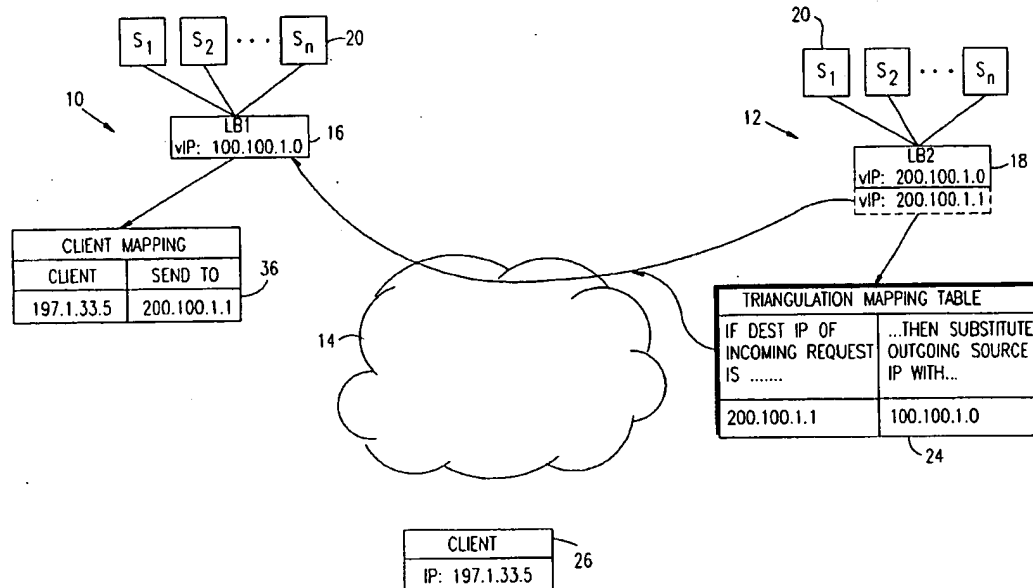 S1 S2 ... Sn 20
10
LB1
vIP: 100.100.1.0
16
20
S1 S2 ... Sn
12
LB2
vIP: 200.100.1.0
vIP: 200.100.1.1
18
CLIENT MAPPING
CLIENT SEND TO
197.1.33.5 200.100.1.1
36
14
TRIANGULATION MAPPING TABLE
IF DEST IP OF
INCOMING REQUEST
IS .......
...THEN SUBSTITUTE
OUTGOING SOURCE
IP WITH...
200.100.1.1 100.100.1.0
24
CLIENT
IP: 197.1.33.5
26